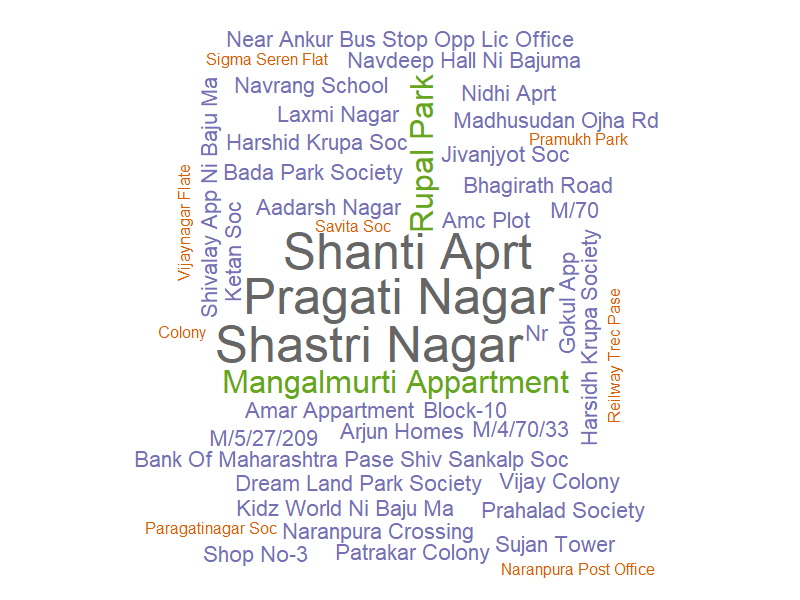 Near Ankur Bus Stop Opp Lic Office
Sigma Seren Flat
Navdeep Hall Ni Bajuma
Navrang School
Nidhi Aprt
Laxmi Nagar
Madhusudan Ojha Rd
Harshid Krupa Soc
Pramukh Park
Jivanjyot Soc
Rupal Park
Shivalay App Ni Baju Ma
Bada Park Society
Bhagirath Road
Vijaynagar Flate
Ketan Soc
Aadarsh Nagar
M/70
Savita Soc
Amc Plot
Shanti Aprt
Pragati Nagar
Gokul App
Harsidh Krupa Society
Colony
Shastri Nagar
Nr
Reilway Trec Pase
Mangalmurti Appartment
Amar Appartment
Block-10
M/5/27/209
Arjun Homes
M/4/70/33
Bank Of Maharashtra Pase Shiv Sankalp Soc
Dream Land Park Society
Vijay Colony
Kidz World Ni Baju Ma
Prahalad Society
Paragatinagar Soc
Naranpura Crossing
Shop No-3
Patrakar Colony
Sujan Tower
Naranpura Post Office